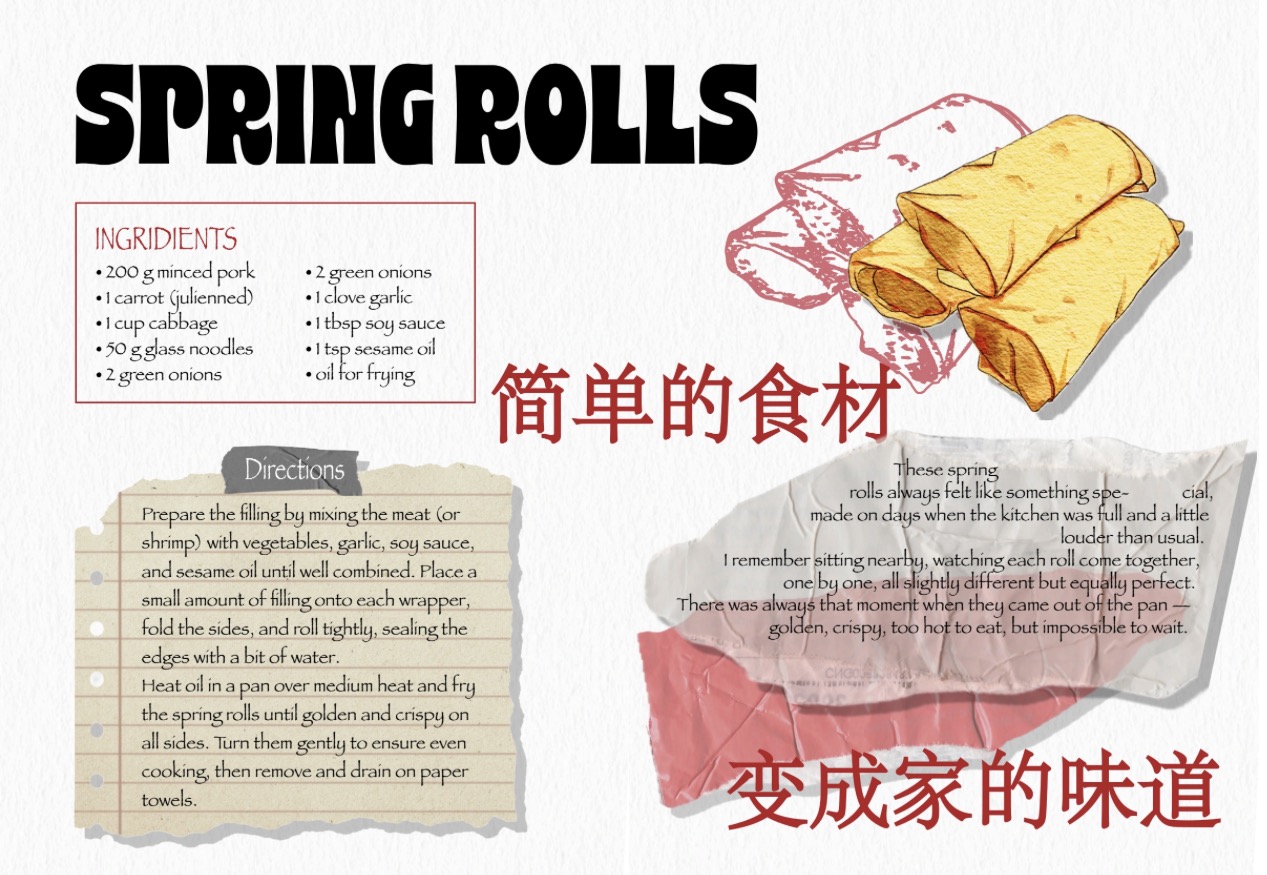 SPRING ROLLS
INGRIDIENTS
• 200 g minced pork
• 1 carrot (julienned)
• 1 cup cabbage
• 50 g glass noodles
• 2 green onions
• 2 green onions
• 1 clove garlic
• 1 tbsp soy sauce
• 1 tsp sesame oil
• oil for frying
简单的食材
Directions
Prepare the filling by mixing the meat (or
shrimp) with vegetables, garlic, soy sauce,
and sesame oil until well combined. Place a
small amount of filling onto each wrapper,
fold the sides, and roll tightly, sealing the
edges with a bit of water.
Heat oil in a pan over medium heat and fry
the spring rolls until golden and crispy on
all sides. Turn them gently to ensure even
cooking, then remove and drain on paper
towels.
These spring
rolls always felt like something spe- cial,
made on days when the kitchen was full and a little
louder than usual.
I remember sitting nearby, watching each roll come together,
one by one, all slightly different but equally perfect.
There was always that moment when they came out of the pan —
golden, crispy, too hot to eat, but impossible to wait.
变成家的味道